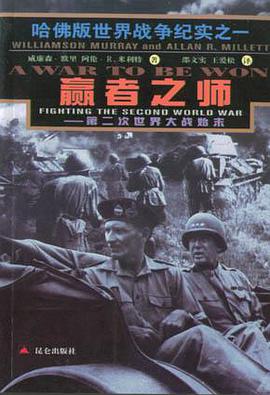 哈佛版世界战争纪实之一
WILLIAMSON MURRAY and ALLAN R. MILLETT
威廉森·默里 阿伦·R.米利特 著
邵文实 王爱松 译
A WAR TO BE WON
赢者之师
FIGHTING THE SECOND WORLD WAR
——第二次世界大战始末
昆仑出版社